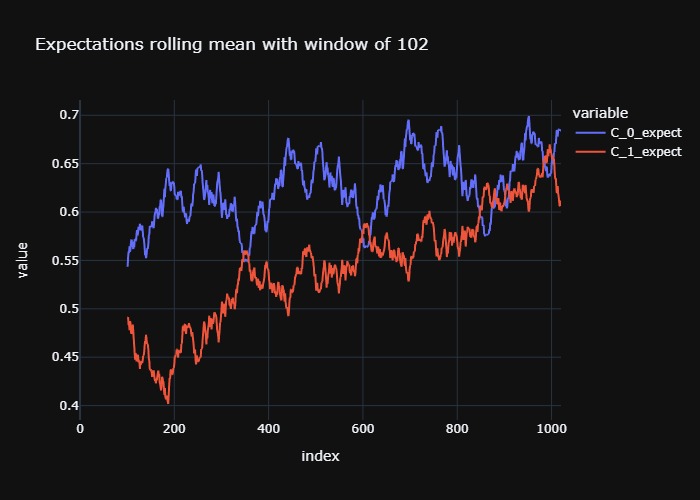 Expectations rolling mean with window of 102
variable
C_0_expect
C_1_expect
0.7
0.65
0.6
0.55
0.5
0.45
0.4
value
0
200
400
600
800
1000
index